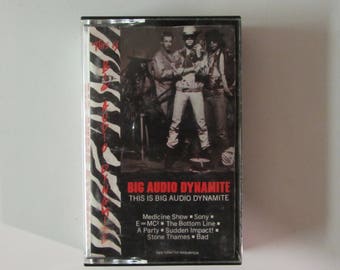 BIG AUDIO DYNAMITE
THIS IS BIG AUDIO DYNAMITE
Medicine Show ■ Sony ■
E=MC² ■ The Bottom Line ■
A Party ■ Sudden Impact! ■
Stone Thames ■ Bad